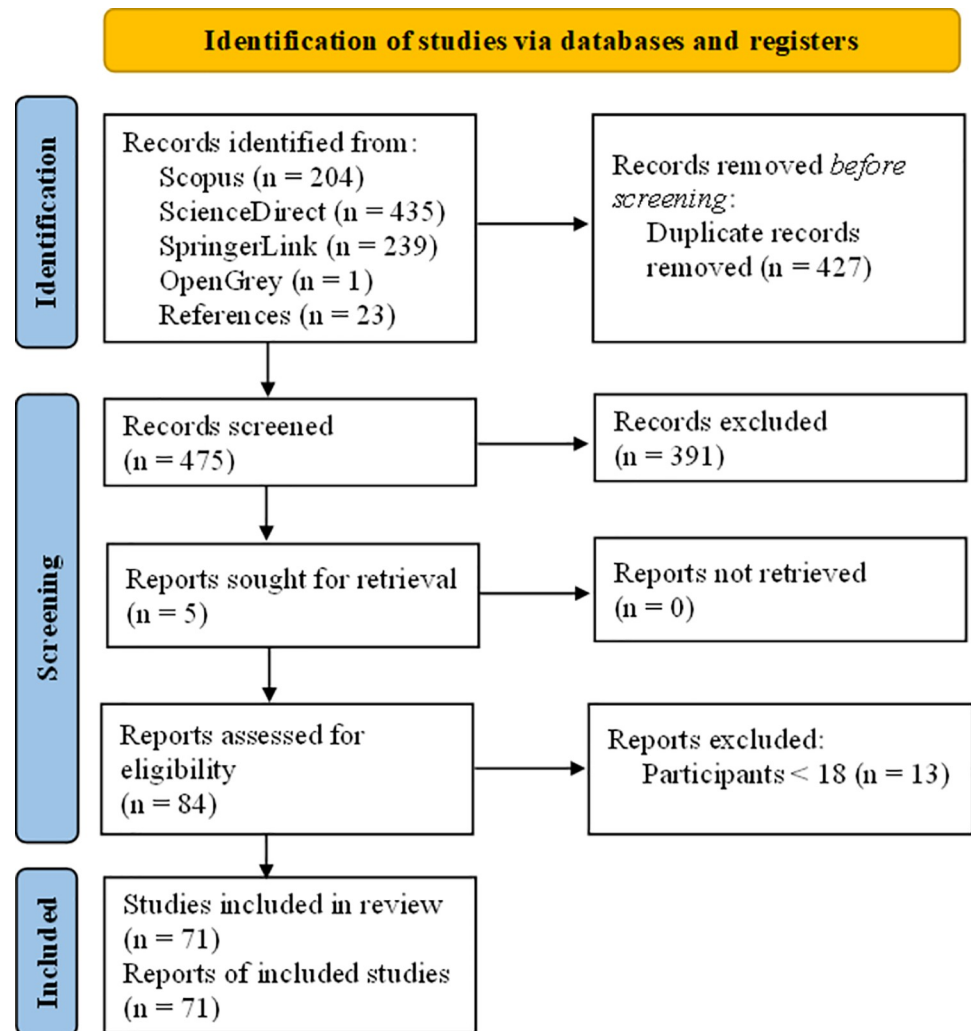 Identification of studies via databases and registers
Identification
Records identified from:
Scopus (n = 204)
ScienceDirect (n = 435)
SpringerLink (n = 239)
OpenGrey (n = 1)
References (n = 23)
Records removed before
screening:
Duplicate records
removed (n = 427)
Screening
Records screened
(n = 475)
Records excluded
(n = 391)
Reports sought for retrieval
(n = 5)
Reports not retrieved
(n = 0)
Reports assessed for
eligibility
(n = 84)
Reports excluded:
Participants < 18 (n = 13)
Included
Studies included in review
(n = 71)
Reports of included studies
(n = 71)